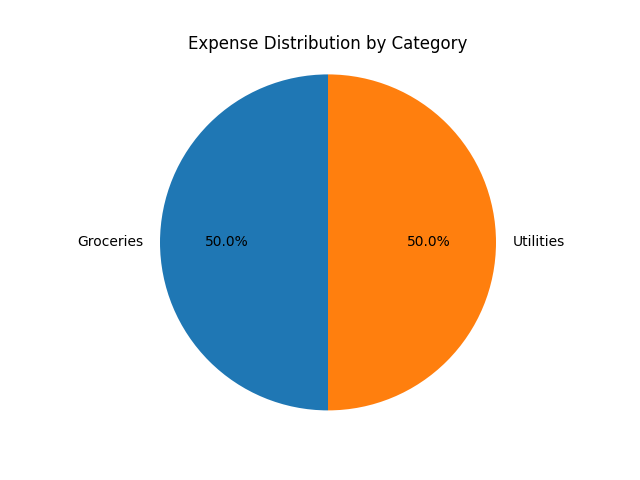 Expense Distribution by Category
Groceries
50.0%
50.0%
Utilities